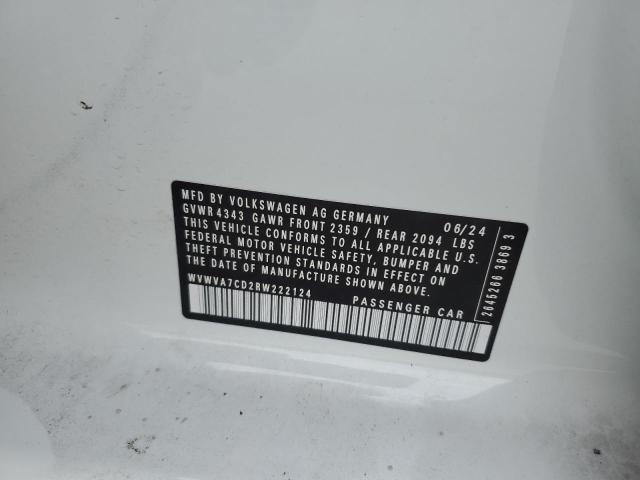 MFD BY VOLKSWAGEN AG GERMANY 06/24
GVWR 4343 GAWR FRONT 2359 / REAR 2094 LBS
THIS VEHICLE CONFORMS TO ALL APPLICABLE U.S.
FEDERAL MOTOR VEHICLE SAFETY, BUMPER AND
THEFT PREVENTION STANDARDS IN EFFECT ON
THE DATE OF MANUFACTURE SHOWN ABOVE.
WVWVA7CD2RW222124 PASSENGER CAR
2645266 3869 3